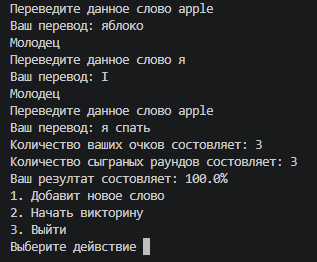 Переведите данное слово apple
Ваш перевод: яблоко
Молодец
Переведите данное слово я
Ваш перевод: I
Молодец
Переведите данное слово apple
Ваш перевод: я спать
Количество ваших очков состовляет: 3
Количество сыграных раундов состовляет: 3
Ваш резултат состовляет: 100.0%
1. Добавит новое слово
2. Начать викторину
3. Выйти
Выберите дейвствие